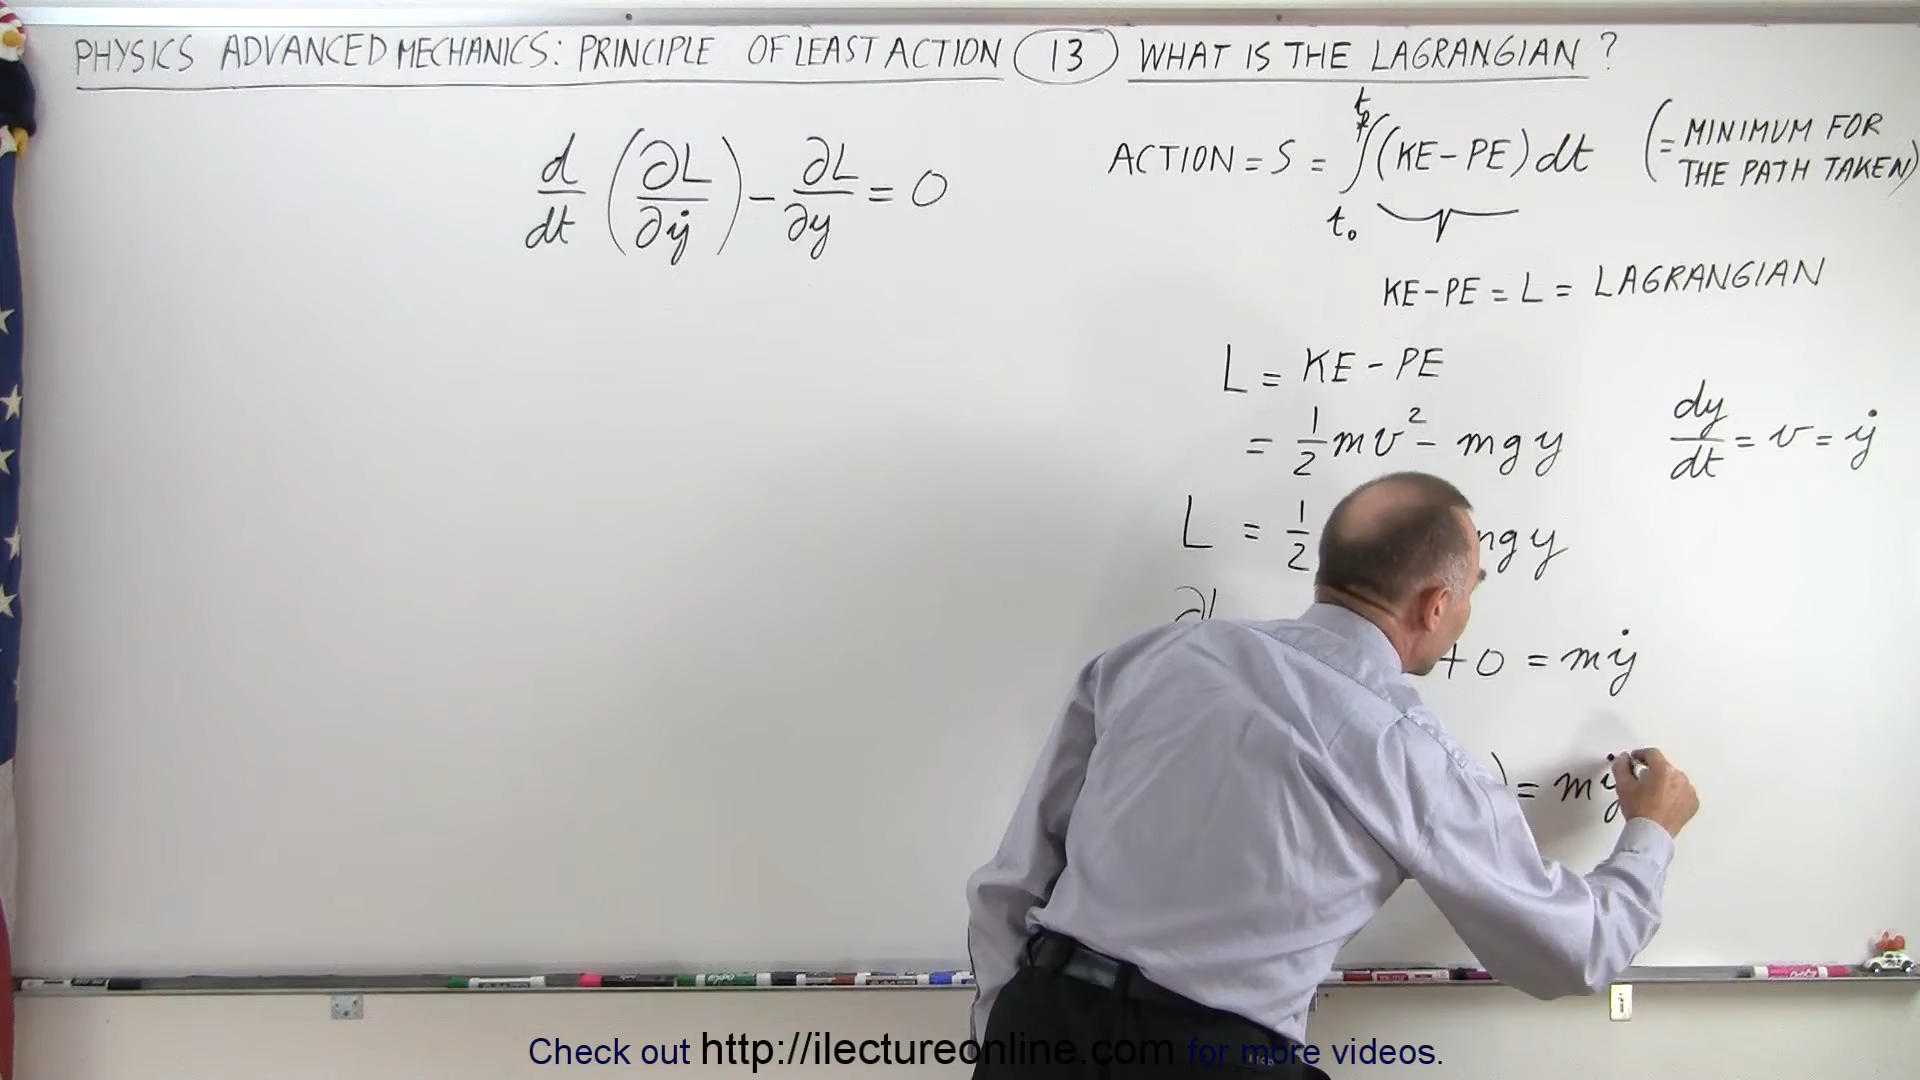 PHYSICS ADVANCED MECHANICS: PRINCIPLE OF LEAST ACTION 13 WHAT IS THE LAGRANGIAN?
d/dt (∂L/∂ẏ) - ∂L/∂y = 0
ACTION = S = ∫ t₀ (KE-PE) dt (= MINIMUM FOR
THE PATH TAKEN)
KE-PE = L = LAGRANGIAN
L = KE - PE
= 1/2 mv² - mgy
dy/dt = v = ẏ
L = 1/2 gy
∂L
+ 0 = mẏ
) = m
Check out http://ilectureonline.com for more videos.